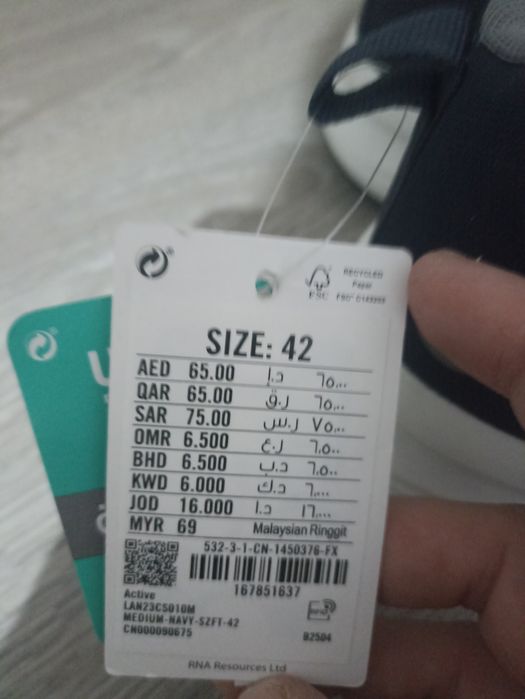 RECYCLED
Paper
FSC
SIZE: 42
AED 65.00 د.إ ٦٥.٠٠
QAR 65.00 ر.ق ٦٥.٠٠
SAR 75.00 ر.س ٧٥.٠٠
OMR 6.500 ر.ع ٦.٥٠٠
BHD 6.500 د.ب ٦.٥٠٠
KWD 6.000 د.ك ٦.٠٠٠
JOD 16.000 د.ا ١٦.٠٠٠
MYR 69 Malaysian Ringgit
532-3-1-CN-1450376-FX
167851637
Active
LAN23CS010M
MEDIUM-NAVY-SZFT-42
CN000090675
B2504
RNA Resources Ltd